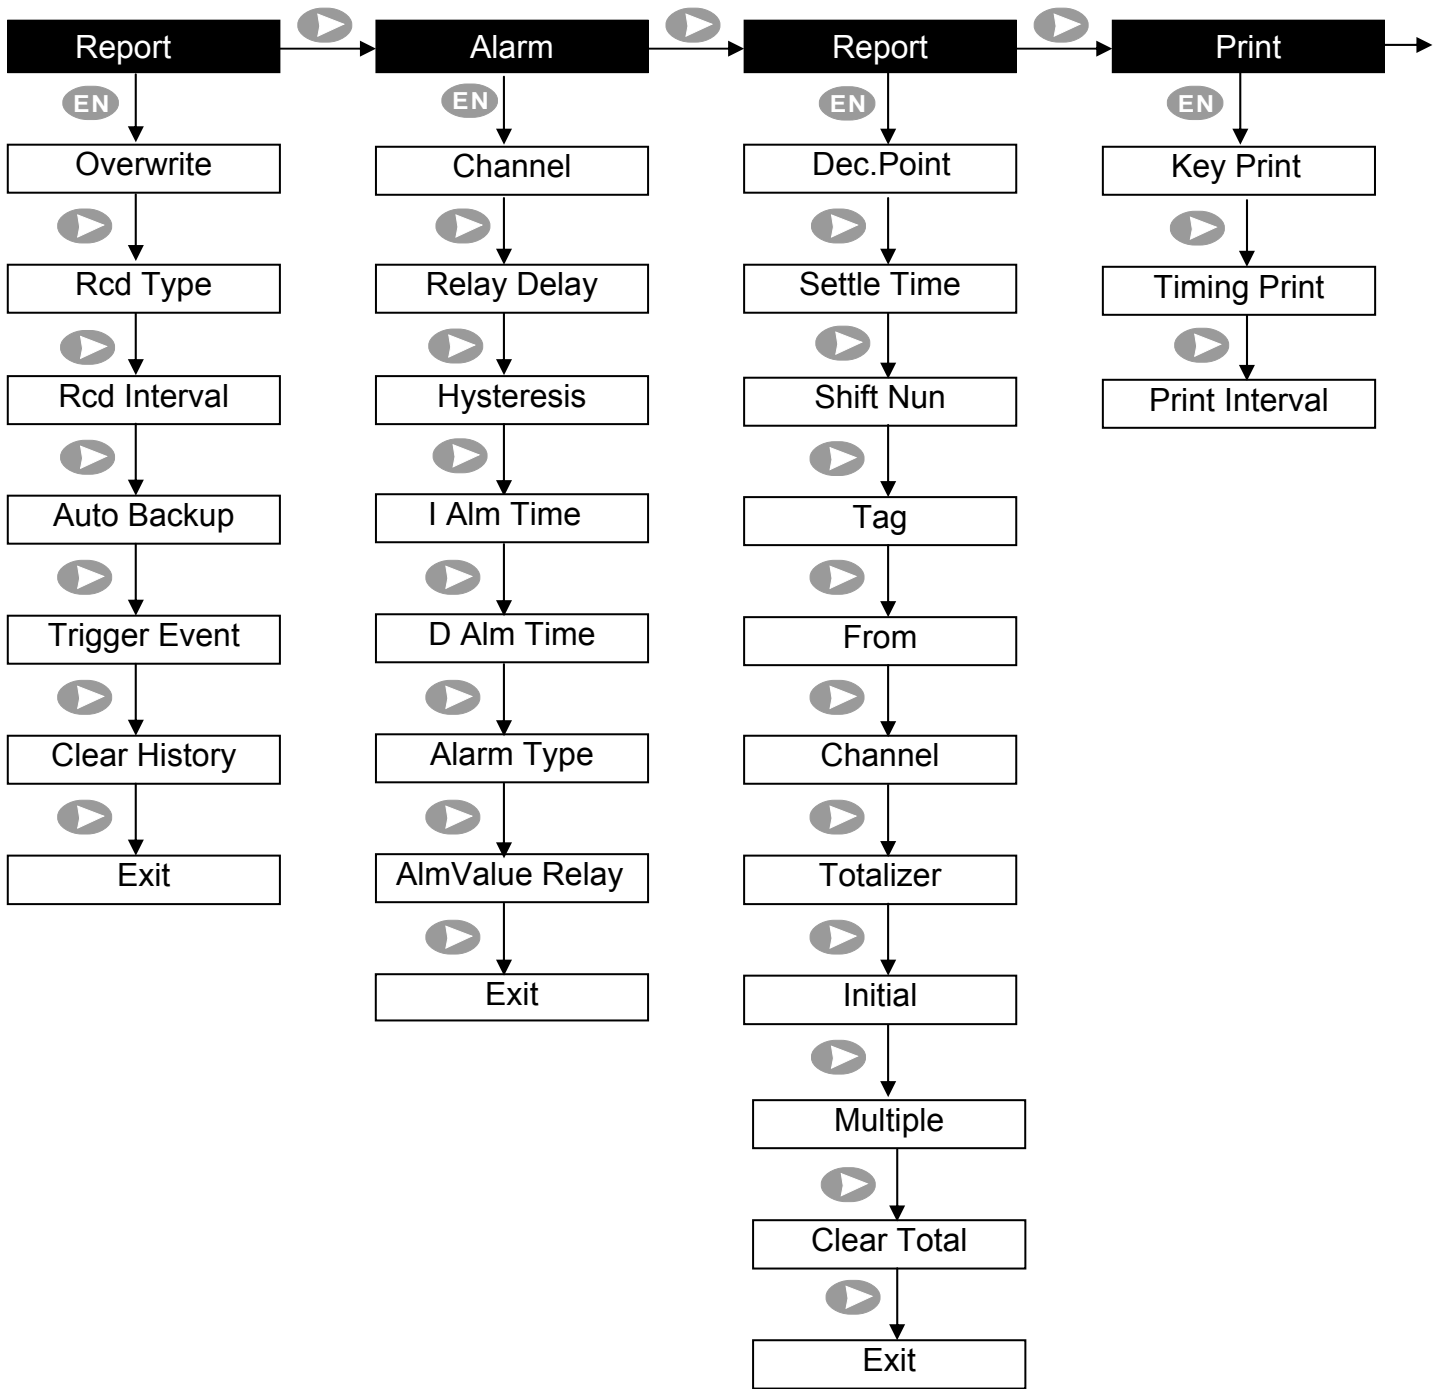 Report
EN
Overwrite
Rcd Type
Rcd Interval
Auto Backup
Trigger Event
Clear History
Exit
Alarm
EN
Channel
Relay Delay
Hysteresis
I Alm Time
D Alm Time
Alarm Type
AlmValue Relay
Exit
Report
EN
Dec.Point
Settle Time
Shift Nun
Tag
From
Channel
Totalizer
Initial
Multiple
Clear Total
Exit
Print
EN
Key Print
Timing Print
Print Interval